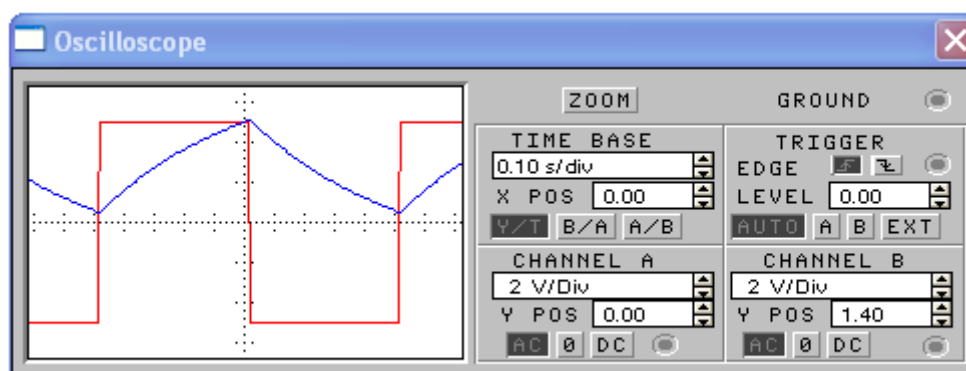 Oscilloscope
ZOOM GROUND
TIME BASE
0.10 s/div
X POS 0.00
Y/T B/A A/B
TRIGGER
EDGE
LEVEL 0.00
AUTO A B EXT
CHANNEL A
2 V/Div
Y POS 0.00
AC 0 DC
CHANNEL B
2 V/Div
Y POS 1.40
AC 0 DC